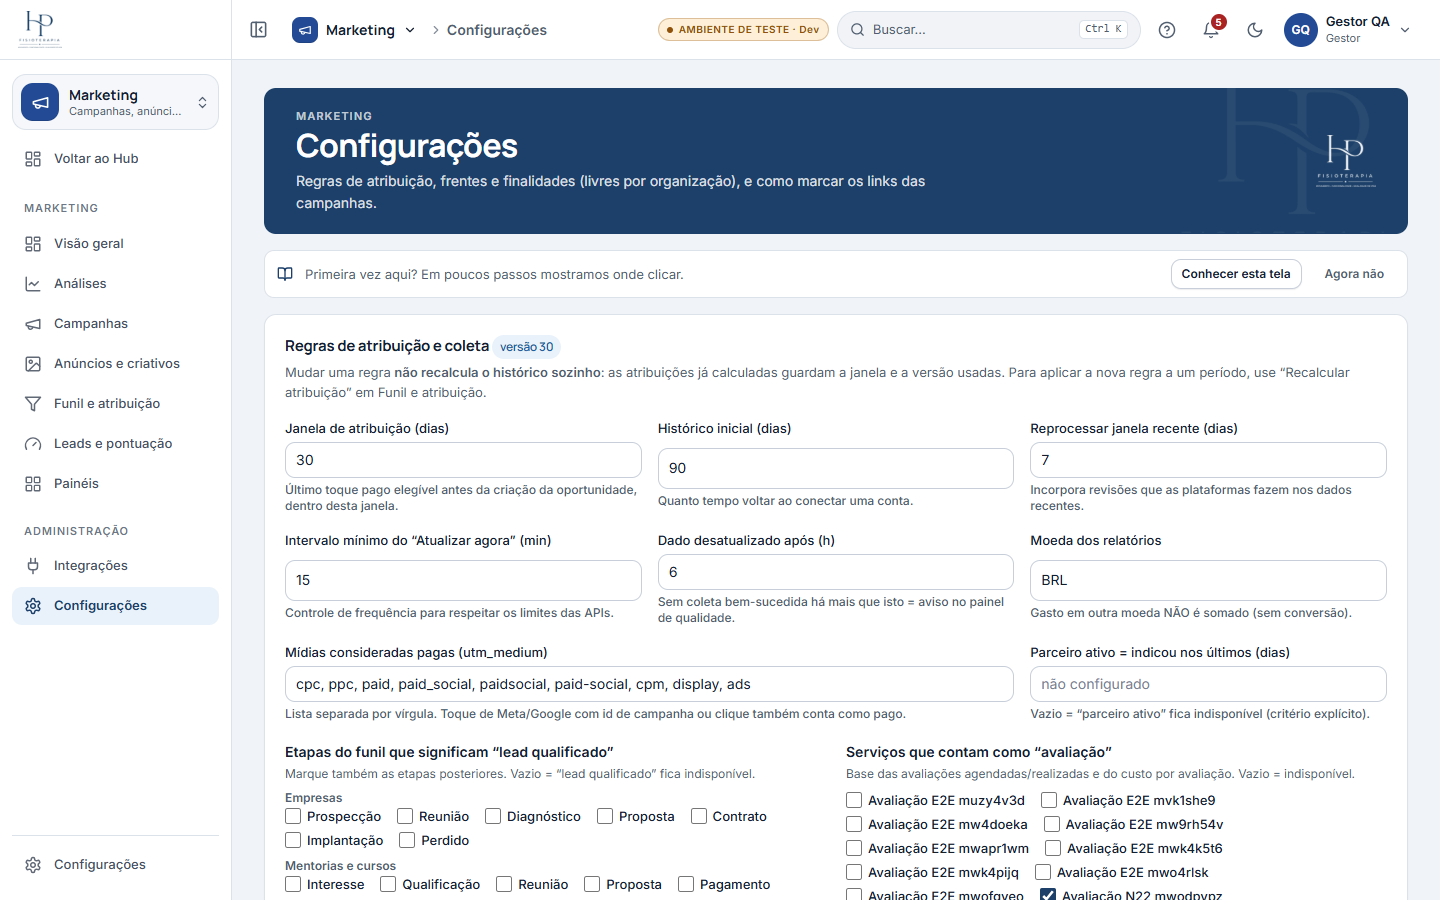 HP
FISIOTERAPIA
Marketing
Configurações
AMBIENTE DE TESTE · Dev
Buscar...
Ctrl K
5
GQ
Gestor QA
Gestor
Marketing
Campanhas, anúnci...
Voltar ao Hub
MARKETING
Visão geral
Análises
Campanhas
Anúncios e criativos
Funil e atribuição
Leads e pontuação
Painéis
ADMINISTRAÇÃO
Integrações
Configurações
Configurações
MARKETING
Configurações
Regras de atribuição, frentes e finalidades (livres por organização), e como marcar os links das
campanhas.
HP
FISIOTERAPIA
Primeira vez aqui? Em poucos passos mostramos onde clicar.
Conhecer esta tela
Agora não
Regras de atribuição e coleta versão 30
Mudar uma regra não recalcula o histórico sozinho: as atribuições já calculadas guardam a janela e a versão usadas. Para aplicar a nova regra a um período, use “Recalcular
atribuição” em Funil e atribuição.
Janela de atribuição (dias)
30
Último toque pago elegível antes da criação da oportunidade,
dentro desta janela.
Histórico inicial (dias)
90
Quanto tempo voltar ao conectar uma conta.
Reprocessar janela recente (dias)
7
Incorpora revisões que as plataformas fazem nos dados
recentes.
Intervalo mínimo do “Atualizar agora” (min)
15
Controle de frequência para respeitar os limites das APIs.
Dado desatualizado após (h)
6
Sem coleta bem-sucedida há mais que isto = aviso no painel
de qualidade.
Moeda dos relatórios
BRL
Gasto em outra moeda NÃO é somado (sem conversão).
Mídias consideradas pagas (utm_medium)
cpc, ppc, paid, paid_social, paidsocial, paid-social, cpm, display, ads
Lista separada por vírgula. Toque de Meta/Google com id de campanha ou clique também conta como pago.
Parceiro ativo = indicou nos últimos (dias)
não configurado
Vazio = “parceiro ativo” fica indisponível (critério explícito).
Etapas do funil que significam “lead qualificado”
Marque também as etapas posteriores. Vazio = “lead qualificado” fica indisponível.
Empresas
Prospecção Reunião Diagnóstico Proposta Contrato
Implantação Perdido
Mentorias e cursos
Interesse Qualificação Reunião Proposta Pagamento
Serviços que contam como “avaliação”
Base das avaliações agendadas/realizadas e do custo por avaliação. Vazio = indisponível.
Avaliação E2E muzy4v3d Avaliação E2E mvk1she9
Avaliação E2E mw4doeka Avaliação E2E mw9rh54v
Avaliação E2E mwapr1wm Avaliação E2E mwk4k5t6
Avaliação E2E mwk4pijq Avaliação E2E mwo4rlsk
Avaliação E2E mwofgveo Avaliação N22 mwodpvpz